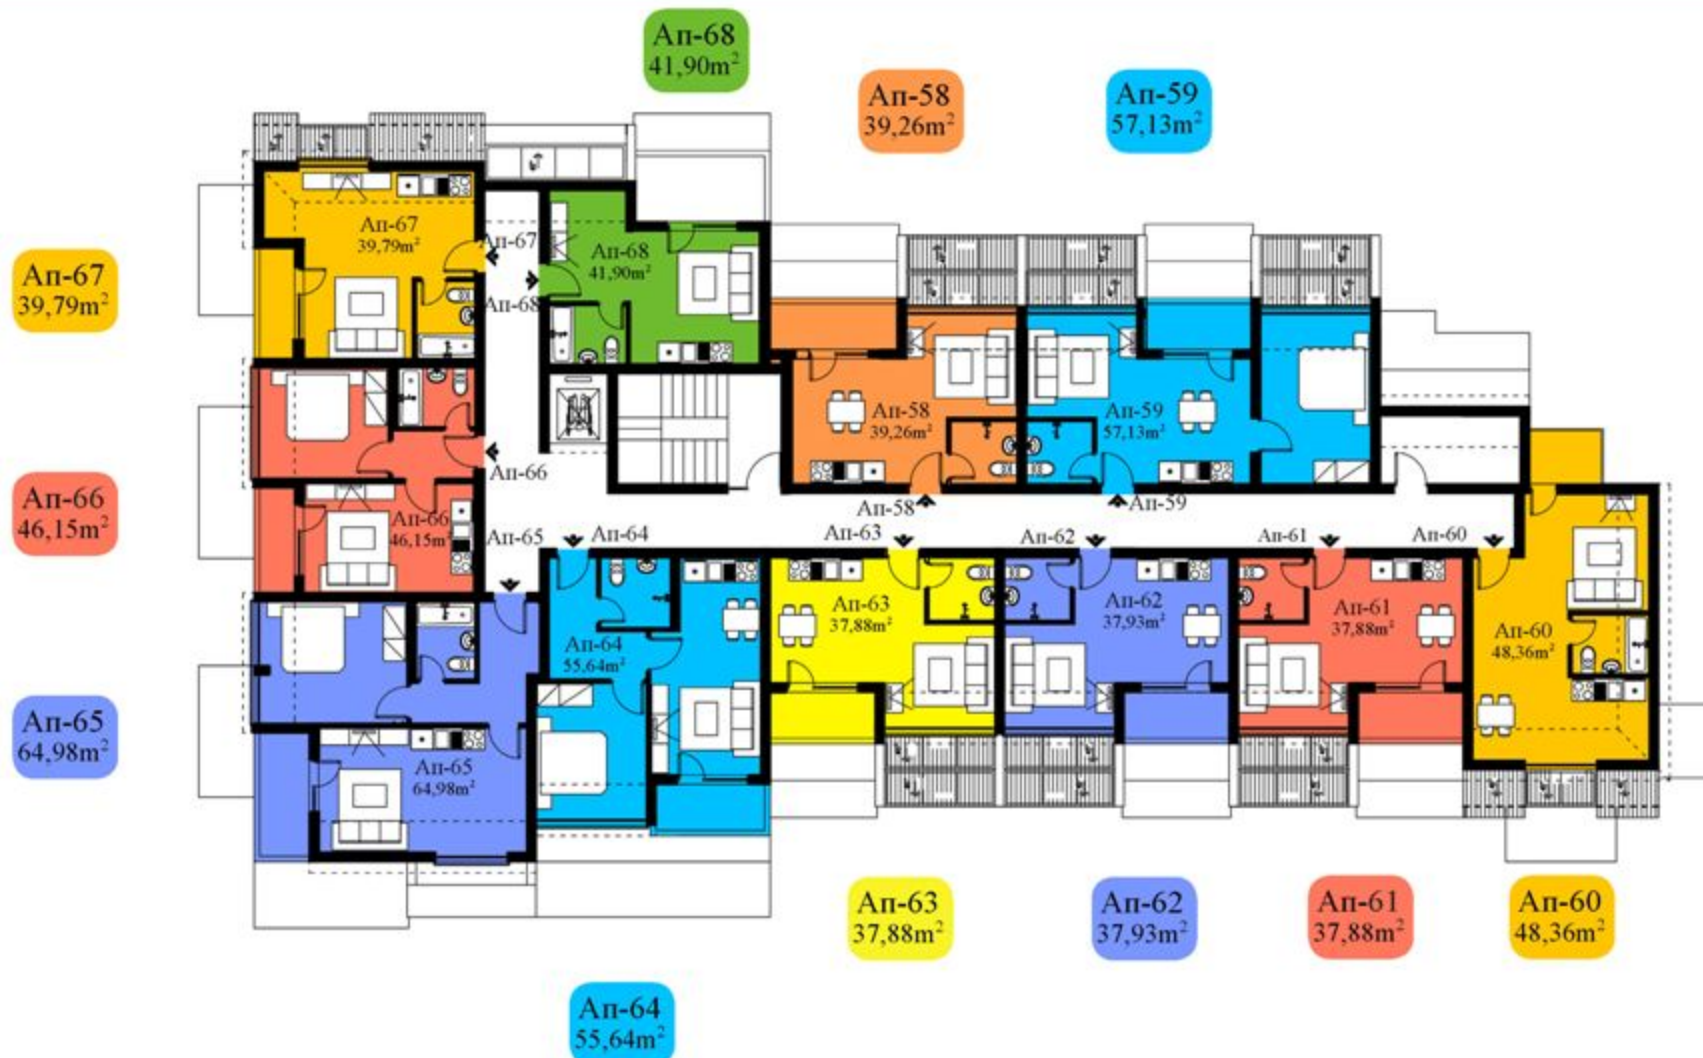 Ап-68
41,90m²
Ап-58
39,26m²
Ап-59
57,13m²
Ап-67
39,79m²
Ап-67
39,79m²
Ап-67
Ап-68
41,90m²
Ап-68
Ап-58
39,26m²
Ап-59
57,13m²
Ап-66
46,15m²
Ап-66
46,15m²
Ап-66
Ап-65
Ап-64
Ап-58
Ап-59
Ап-63
Ап-62
Ап-61
Ап-60
Ап-64
55,64m²
Ап-63
37,88m²
Ап-62
37,93m²
Ап-61
37,88m²
Ап-60
48,36m²
Ап-65
64,98m²
Ап-65
64,98m²
Ап-63
37,88m²
Ап-62
37,93m²
Ап-61
37,88m²
Ап-60
48,36m²
Ап-64
55,64m²